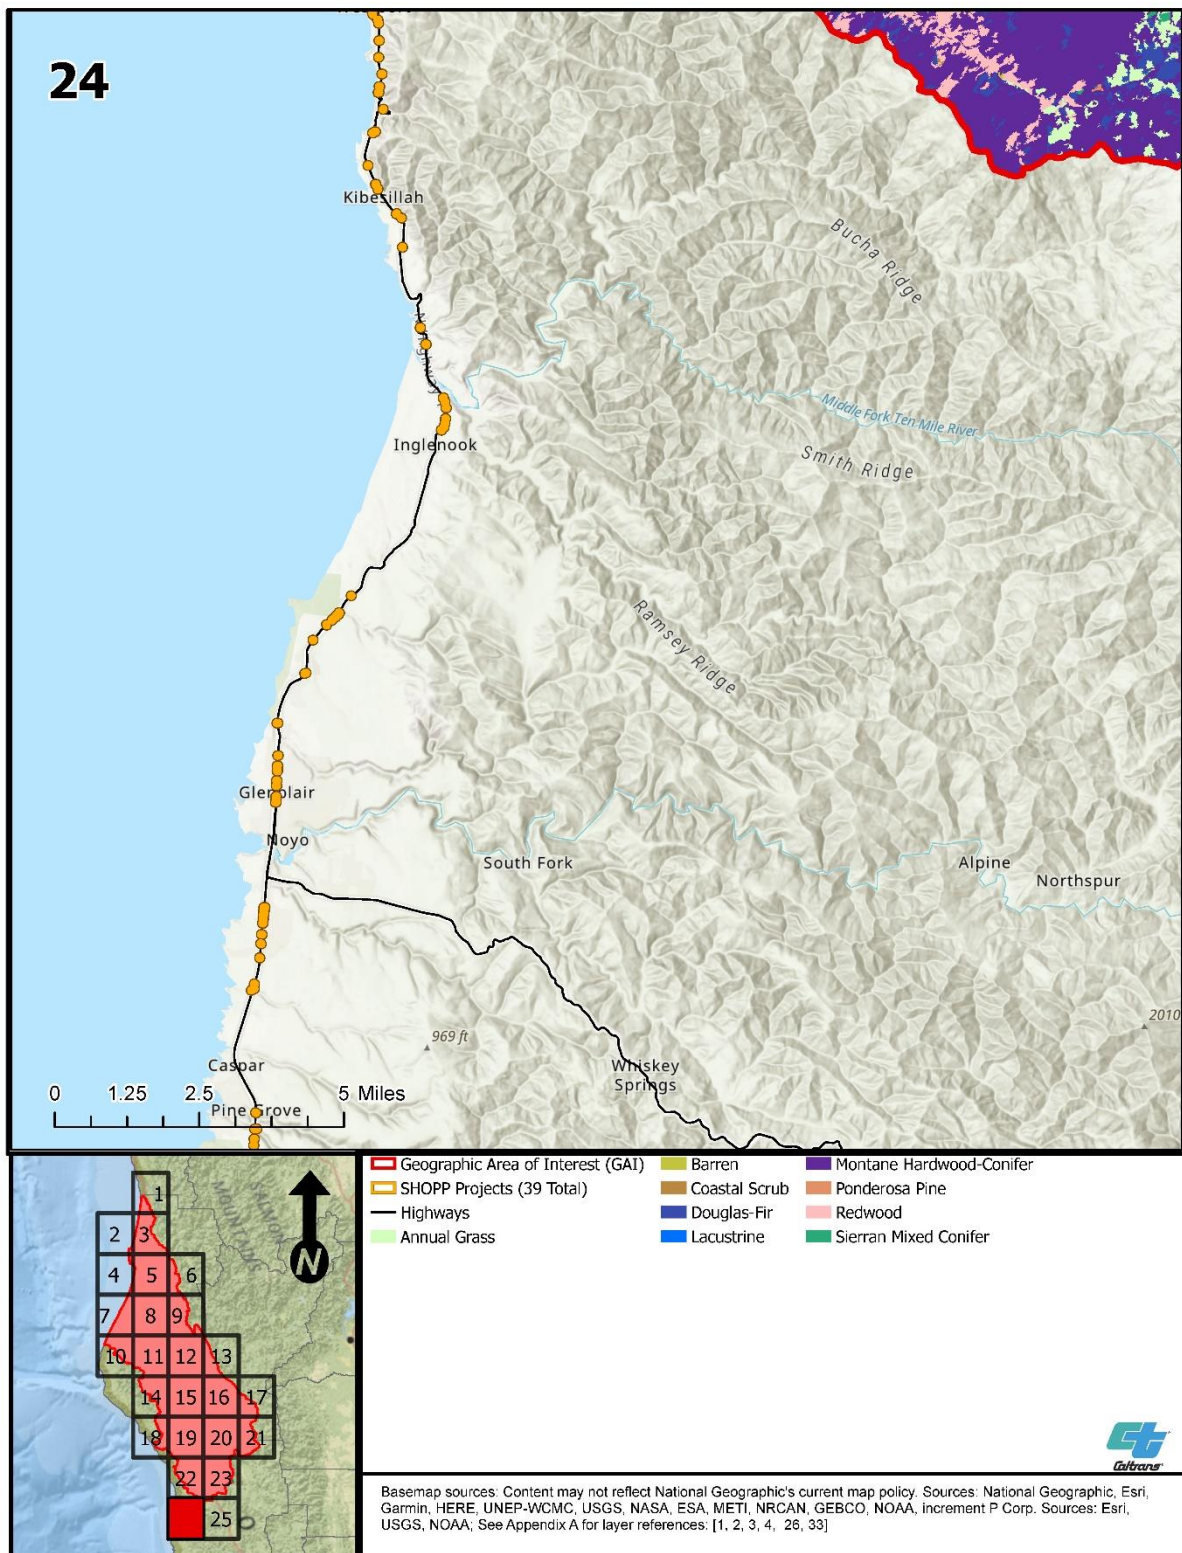 24
Kibesillah
Bucha Ridge
Middle Fork Ten Mile River
Inglenook
Smith Ridge
Ramsey Ridge
Noyo
South Fork
Alpine
Northspur
2010
969 ft
Caspar
Whiskey
Springs
0 1.25 2.5 5 Miles
Pine Grove
1
2 3
4 5 6
7 8 9
10 11 12 13
14 15 16 17
18 19 20 21
22 23
25
N
Geographic Area of Interest (GAI)
SHOPP Projects (39 Total)
Highways
Annual Grass
Barren
Coastal Scrub
Douglas-Fir
Lacustrine
Montane Hardwood-Conifer
Ponderosa Pine
Redwood
Sierran Mixed Conifer
Caltrans
Basemap sources: Content may not reflect National Geographic's current map policy. Sources: National Geographic, Esri,
Garmin, HERE, UNEP-WCMC, USGS, NASA, ESA, METI, NRCAN, GEBCO, NOAA, increment P Corp. Sources: Esri,
USGS, NOAA; See Appendix A for layer references: [1, 2, 3, 4, 26, 33]